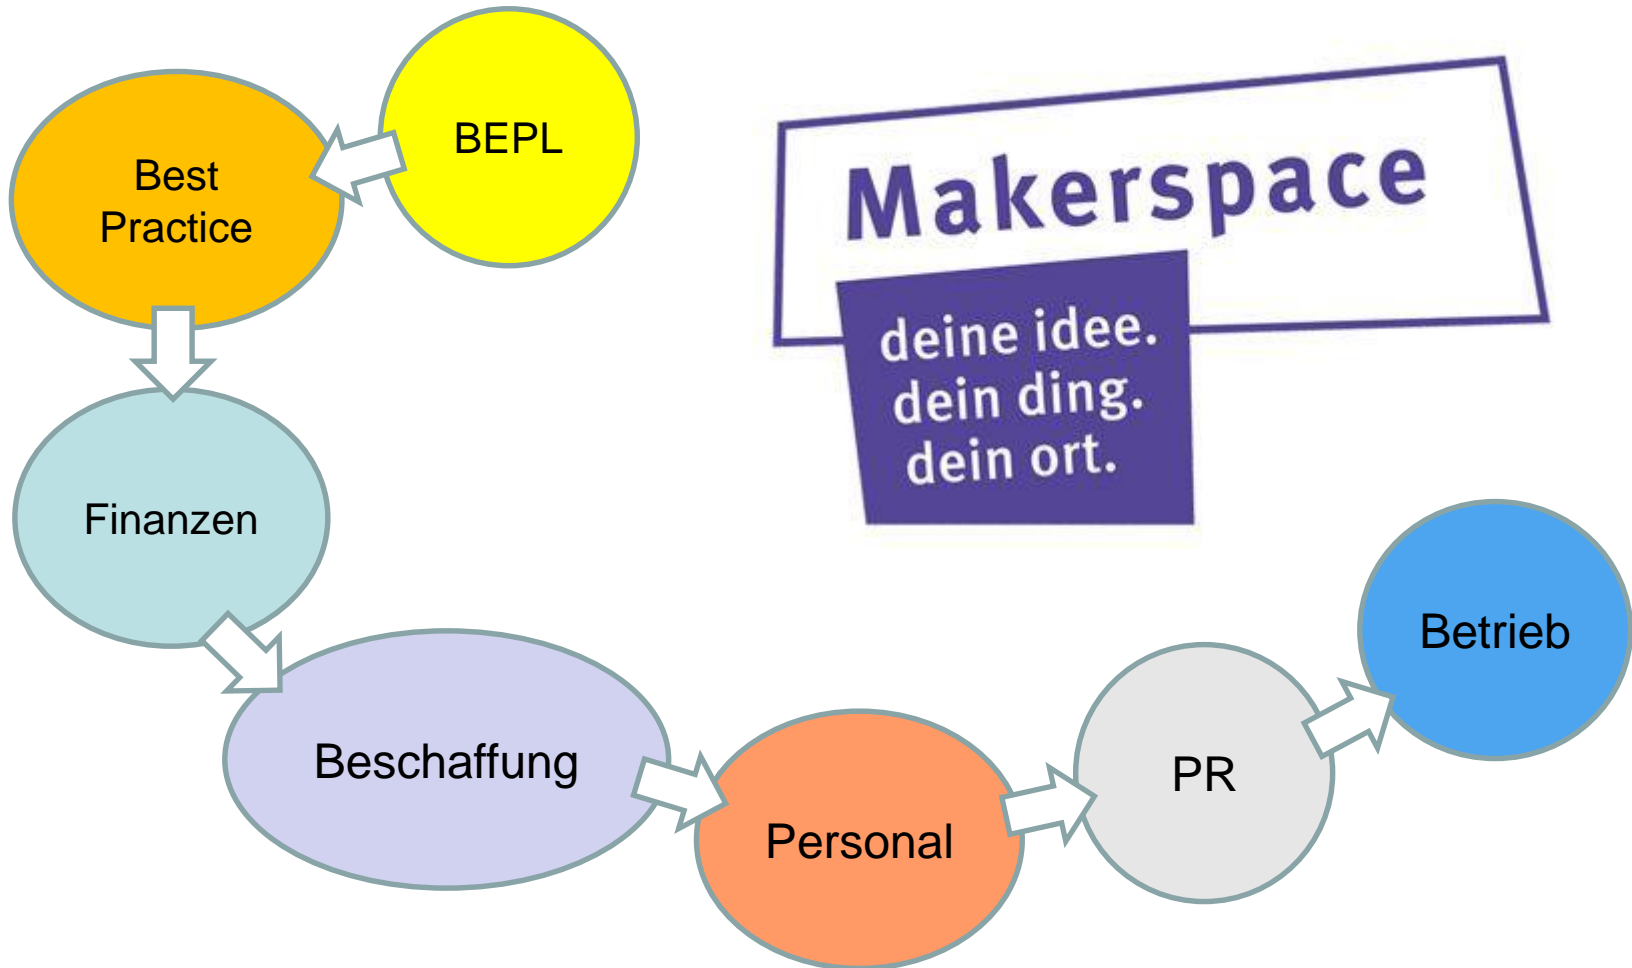 BEPL
Best
Practice
Makerspace
deine idee.
dein ding.
dein ort.
Finanzen
Beschaffung
Personal
PR
Betrieb